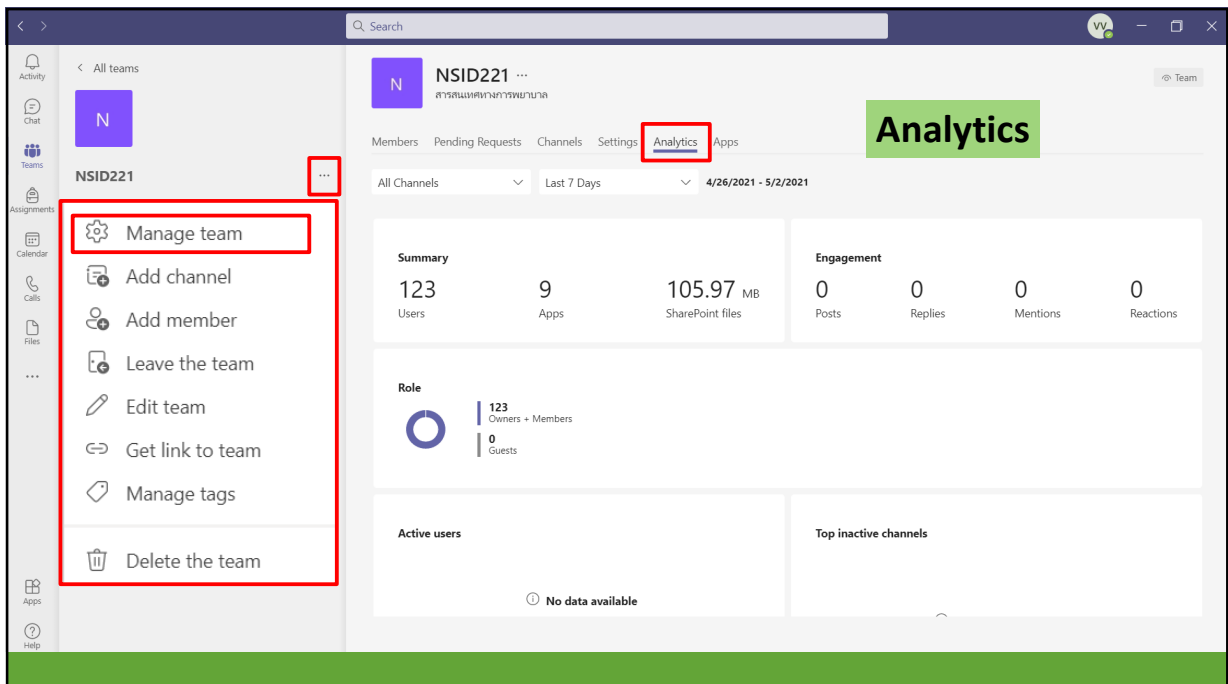 Search
VV
Activity
Chat
Teams
Assignments
Calendar
Calls
Files
...
Apps
Help
All teams
N
NSID221 ...
Manage team
Add channel
Add member
Leave the team
Edit team
Get link to team
Manage tags
Delete the team
N
NSID221 ...
สารสนเทศทางการพยาบาล
Team
Analytics
Members Pending Requests Channels Settings Analytics Apps
All Channels Last 7 Days 4/26/2021 - 5/2/2021
Summary
123 9 105.97 MB
Users Apps SharePoint files
Engagement
0 0 0 0
Posts Replies Mentions Reactions
Role
123
Owners + Members
0
Guests
Active users
No data available
Top inactive channels